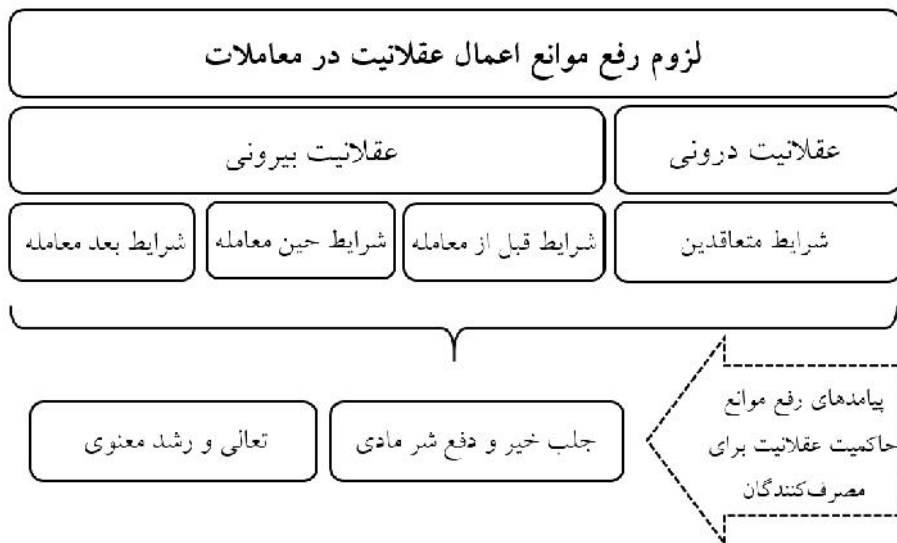 لزوم رفع موانع اعمال عقلانیت در معاملات
عقلانیت درونی
عقلانیت بیرونی
شرایط متعاقدین
شرایط قبل از معامله
شرایط حین معامله
شرایط بعد معامله
پیامدهای رفع موانع
حاکمیت عقلانیت برای
مصرف‌کنندگان
جلب خیر و دفع شر مادی
تعالی و رشد معنوی